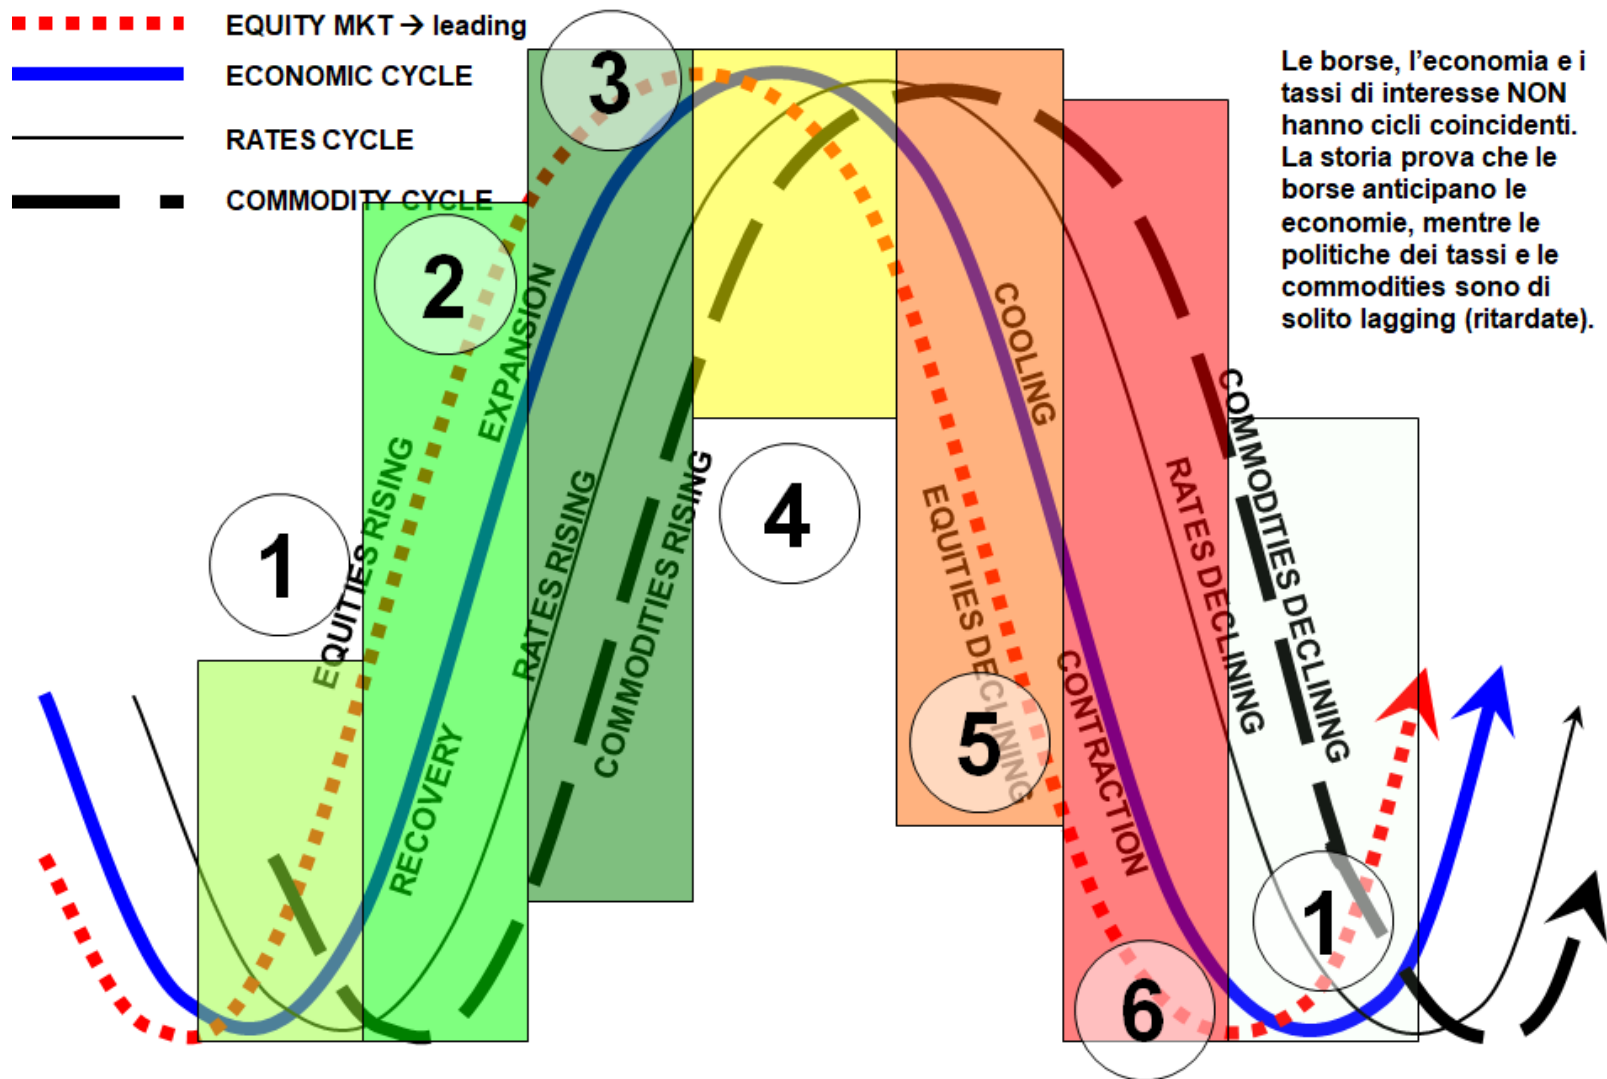 EQUITY MKT → leading
ECONOMIC CYCLE
RATES CYCLE
COMMODITY CYCLE
Le borse, l’economia e i
tassi di interesse NON
hanno cicli coincidenti.
La storia prova che le
borse anticipano le
economie, mentre le
politiche dei tassi e le
commodities sono di
solito lagging (ritardate).
1
2
3
4
5
6
1
EQUITIES RISING
RECOVERY
EXPANSION
RATES RISING
COMMODITIES RISING
COOLING
EQUITIES DECLINING
CONTRACTION
RATES DECLINING
COMMODITIES DECLINING